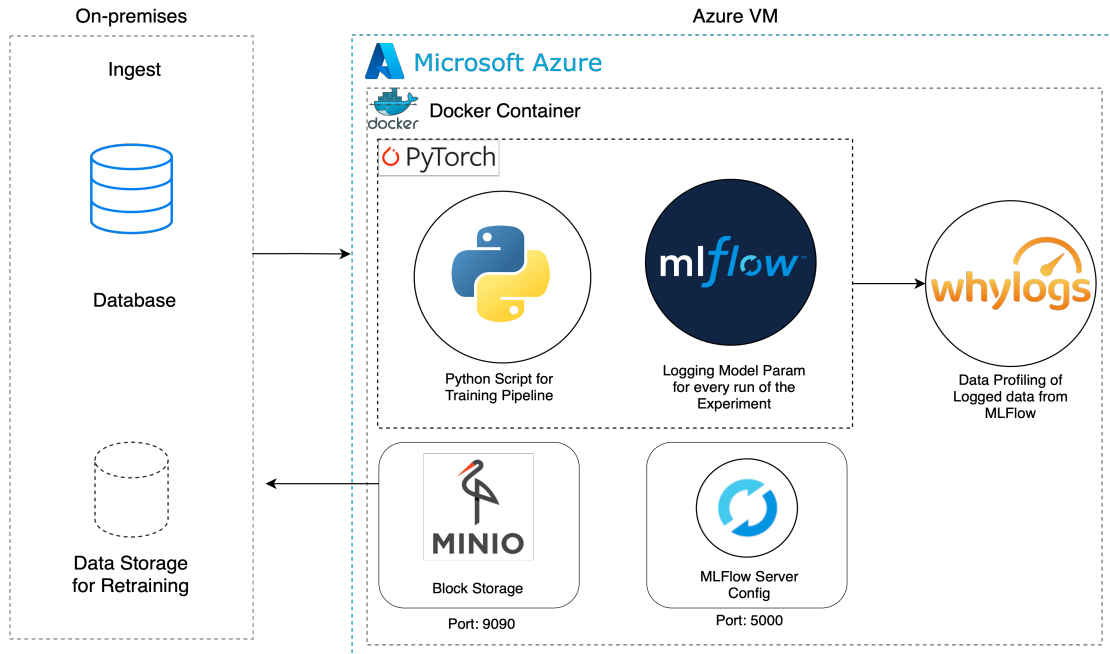 On-premises
Azure VM
Ingest
Microsoft Azure
docker
Docker Container
PyTorch
Database
mlflow™
whylogs
Python Script for
Training Pipeline
Logging Model Param
for every run of the
Experiment
Data Profiling of
Logged data from
MLFlow
Data Storage
for Retraining
MINIO
Block Storage
Port: 9090
MLFlow Server
Config
Port: 5000